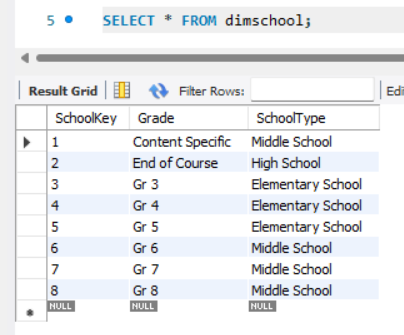 5 SELECT * FROM dimschool;
Result Grid Filter Rows: Edi
SchoolKey Grade SchoolType
1 Content Specific Middle School
2 End of Course High School
3 Gr 3 Elementary School
4 Gr 4 Elementary School
5 Gr 5 Elementary School
6 Gr 6 Middle School
7 Gr 7 Middle School
8 Gr 8 Middle School
NULL NULL NULL